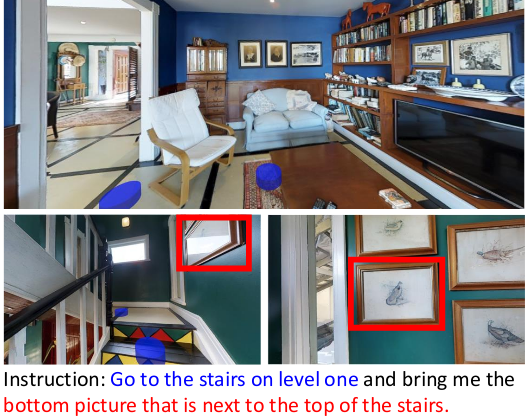 Instruction: Go to the stairs on level one and bring me the
bottom picture that is next to the top of the stairs.